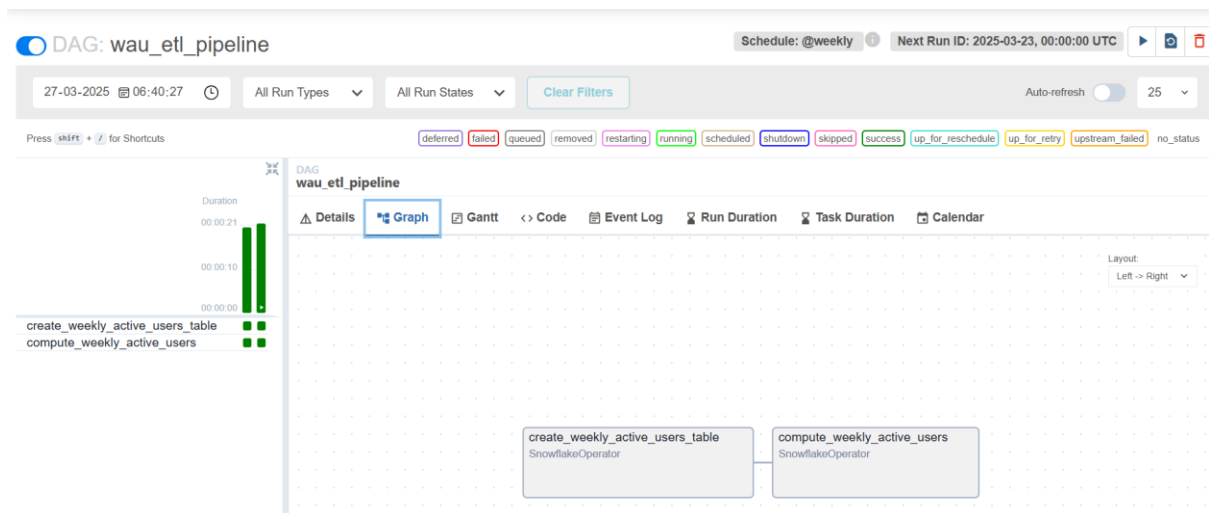 DAG: wau_etl_pipeline
Schedule: @weekly
Next Run ID: 2025-03-23, 00:00:00 UTC
27-03-2025 06:40:27
All Run Types
All Run States
Clear Filters
Auto-refresh
25
Press shift + / for Shortcuts
deferred failed queued removed restarting running scheduled shutdown skipped success up_for_reschedule up_for_retry upstream_failed no_status
Duration
00:00:21
00:00:10
00:00:00
create_weekly_active_users_table
compute_weekly_active_users
DAG
wau_etl_pipeline
Details Graph Gantt <> Code Event Log Run Duration Task Duration Calendar
Layout:
Left -> Right
create_weekly_active_users_table
SnowflakeOperator
compute_weekly_active_users
SnowflakeOperator